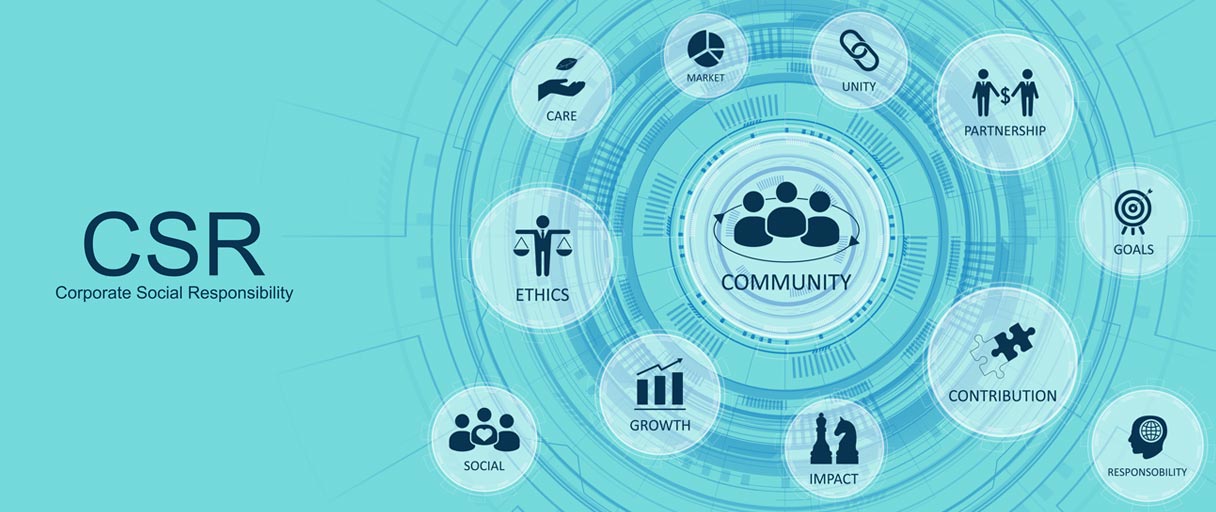 CSR
Corporate Social Responsibility
CARE
MARKET
UNITY
PARTNERSHIP
ETHICS
COMMUNITY
GOALS
SOCIAL
GROWTH
IMPACT
CONTRIBUTION
RESPONSOBILITY
$